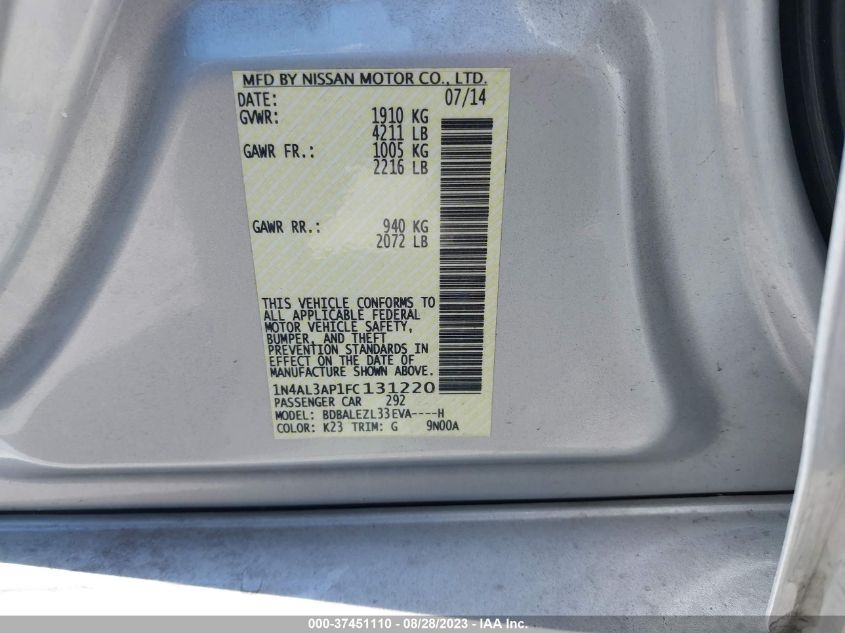 MFD BY NISSAN MOTOR CO., LTD.
DATE: 07/14
GVWR: 1910 KG
4211 LB
GAWR FR.: 1005 KG
2216 LB
GAWR RR.: 940 KG
2072 LB
THIS VEHICLE CONFORMS TO
ALL APPLICABLE FEDERAL
MOTOR VEHICLE SAFETY,
BUMPER, AND THEFT
PREVENTION STANDARDS IN
EFFECT ON THE DATE OF
MANUFACTURE SHOWN ABOVE.
1N4AL3AP1FC131220
PASSENGER CAR 292
MODEL: BDBALEZL33EVA----H
COLOR: K23 TRIM: G 9N00A
000-37451110 - 08/28/2023 - IAA Inc.